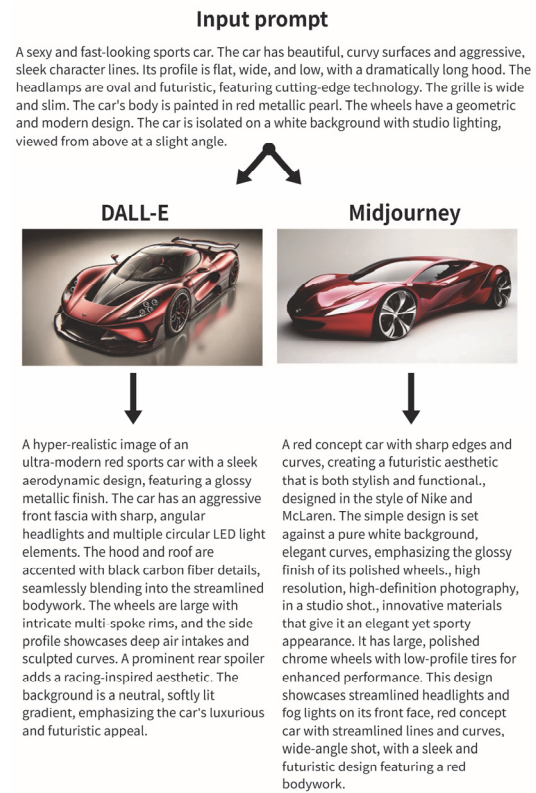 Input prompt
A sexy and fast-looking sports car. The car has beautiful, curvy surfaces and aggressive,
sleek character lines. Its profile is flat, wide, and low, with a dramatically long hood. The
headlamps are oval and futuristic, featuring cutting-edge technology. The grille is wide
and slim. The car's body is painted in red metallic pearl. The wheels have a geometric
and modern design. The car is isolated on a white background with studio lighting,
viewed from above at a slight angle.
DALL-E
Midjourney
A hyper-realistic image of an
ultra-modern red sports car with a sleek
aerodynamic design, featuring a glossy
metallic finish. The car has an aggressive
front fascia with sharp, angular
headlights and multiple circular LED light
elements. The hood and roof are
accented with black carbon fiber details,
seamlessly blending into the streamlined
bodywork. The wheels are large with
intricate multi-spoke rims, and the side
profile showcases deep air intakes and
sculpted curves. A prominent rear spoiler
adds a racing-inspired aesthetic. The
background is a neutral, softly lit
gradient, emphasizing the car's luxurious
and futuristic appeal.
A red concept car with sharp edges and
curves, creating a futuristic aesthetic
that is both stylish and functional.,
designed in the style of Nike and
McLaren. The simple design is set
against a pure white background,
elegant curves, emphasizing the glossy
finish of its polished wheels., high
resolution, high-definition photography,
in a studio shot., innovative materials
that give it an elegant yet sporty
appearance. It has large, polished
chrome wheels with low-profile tires for
enhanced performance. This design
showcases streamlined headlights and
fog lights on its front face, red concept
car with streamlined lines and curves,
wide-angle shot, with a sleek and
futuristic design featuring a red
bodywork.